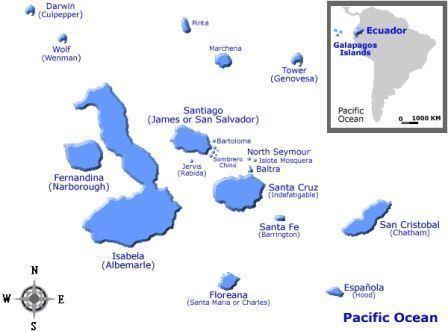 Darwin
(Culpepper)
Wolf
(Wenman)
Pinta
Marchena
Tower
(Genovesa)
Ecuador
Galapagos
Islands
Pacific
Ocean
0 1000 KM
Santiago
(James or San Salvador)
Bartolome
Sombrero
Chino
Jervis
(Rabida)
North Seymour
Islote Mosquera
Baltra
Fernandina
(Narborough)
Santa Cruz
(Indefatigable)
Santa Fe
(Barrington)
San Cristobal
(Chatham)
Isabela
(Albemarle)
Floreana
(Santa Maria or Charles)
Española
(Hood)
N
W E
S
Pacific Ocean